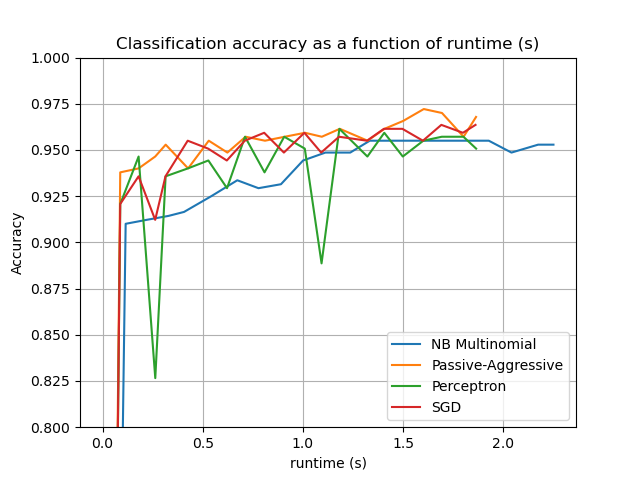 Classification accuracy as a function of runtime (s)
1.000
0.975
0.950
0.925
0.900
0.875
0.850
0.825
0.800
Accuracy
NB Multinomial
Passive-Aggressive
Perceptron
SGD
0.0 0.5 1.0 1.5 2.0
runtime (s)